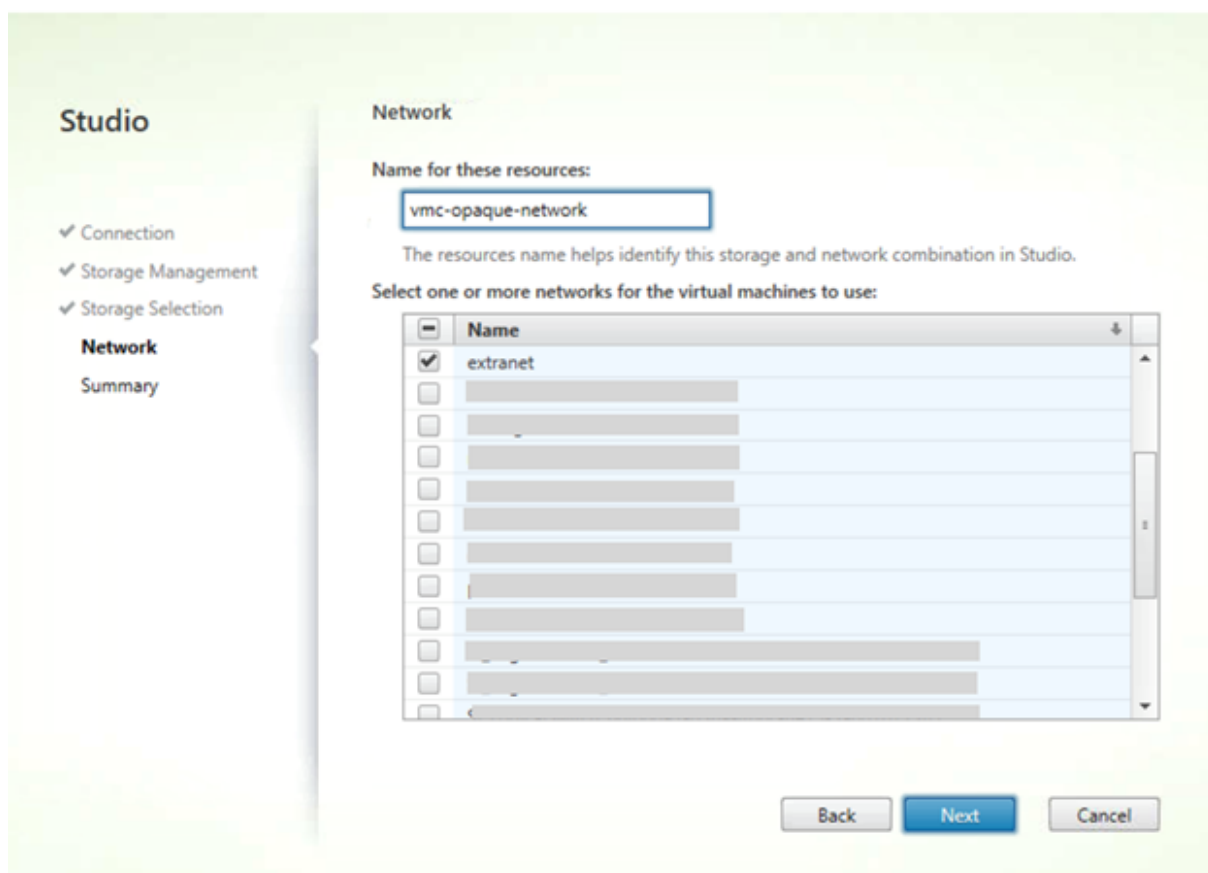 Studio
✔ Connection
✔ Storage Management
✔ Storage Selection
Network
Summary
Network
Name for these resources:
vmc-opaque-network
The resources name helps identify this storage and network combination in Studio.
Select one or more networks for the virtual machines to use:
Name
extranet
Back Next Cancel